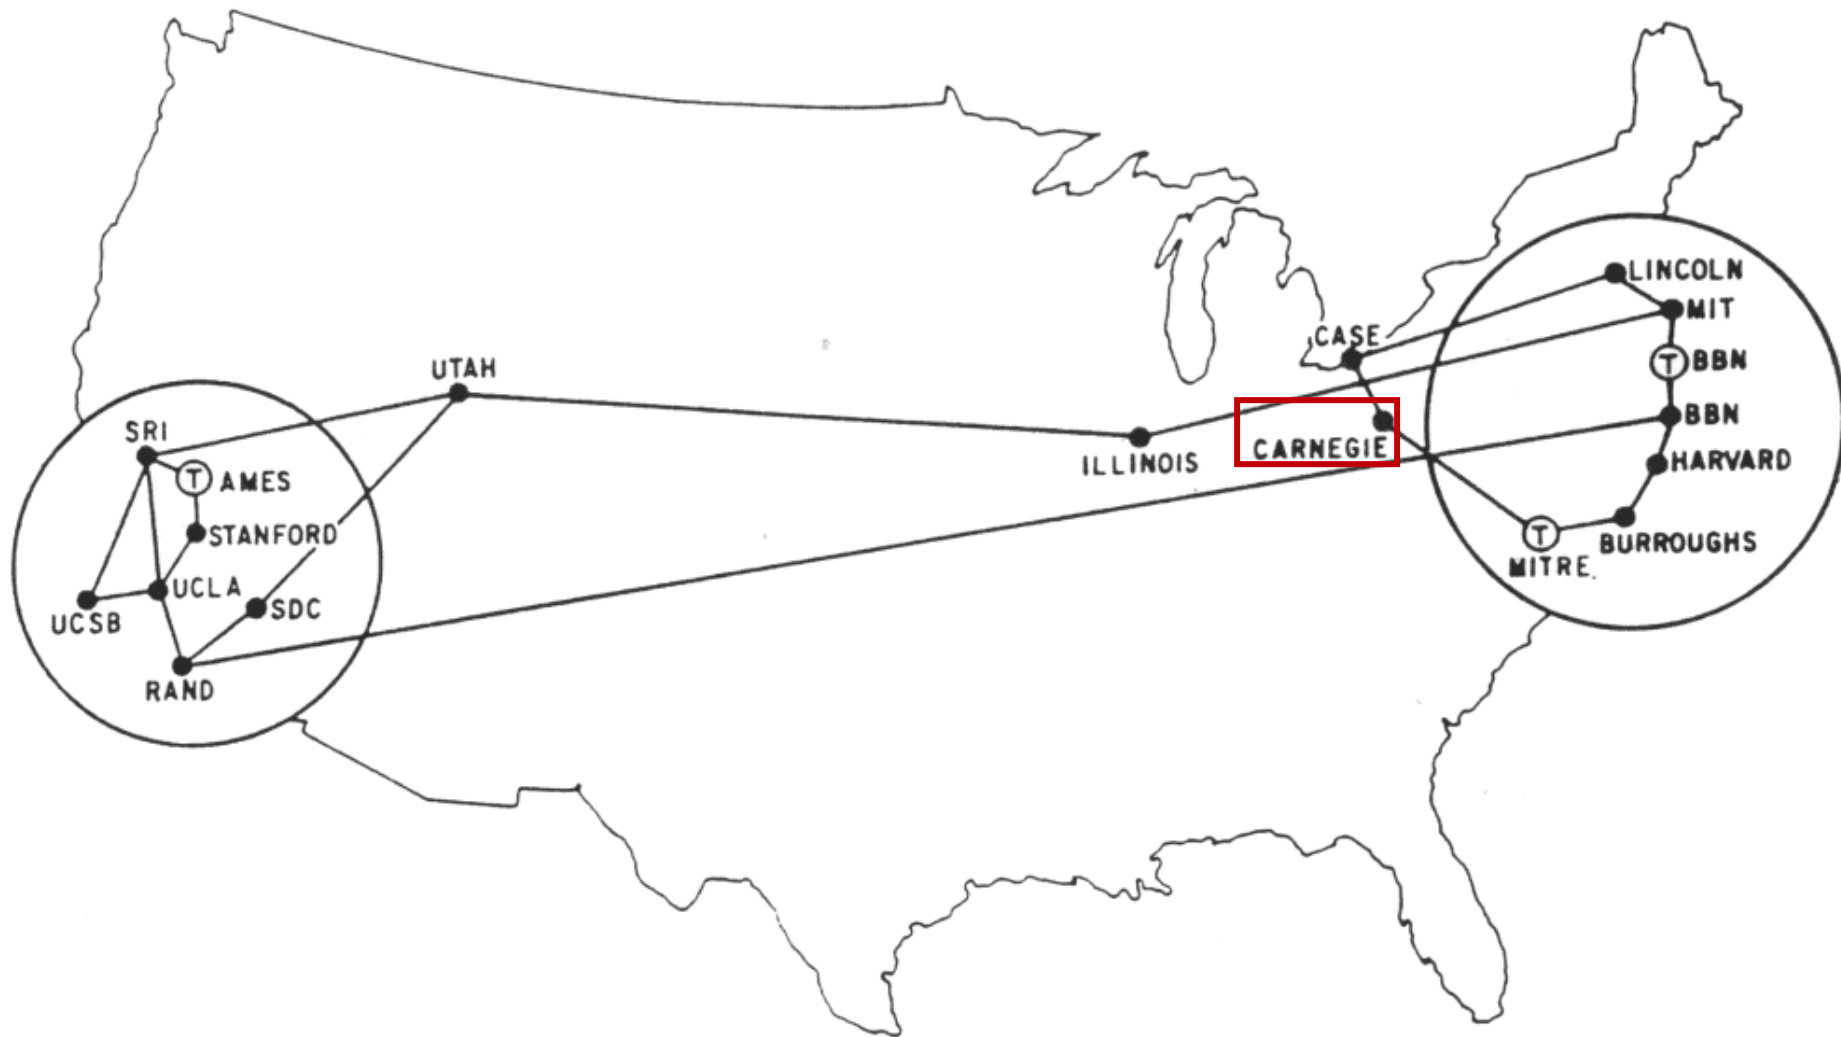 LINCOLN
MIT
CASE
T BBN
UTAH
BBN
SRI
CARNEGIE
ILLINOIS
HARVARD
T AMES
STANFORD
T
BURROUGHS
MITRE.
UCLA
SDC
UCSB
RAND